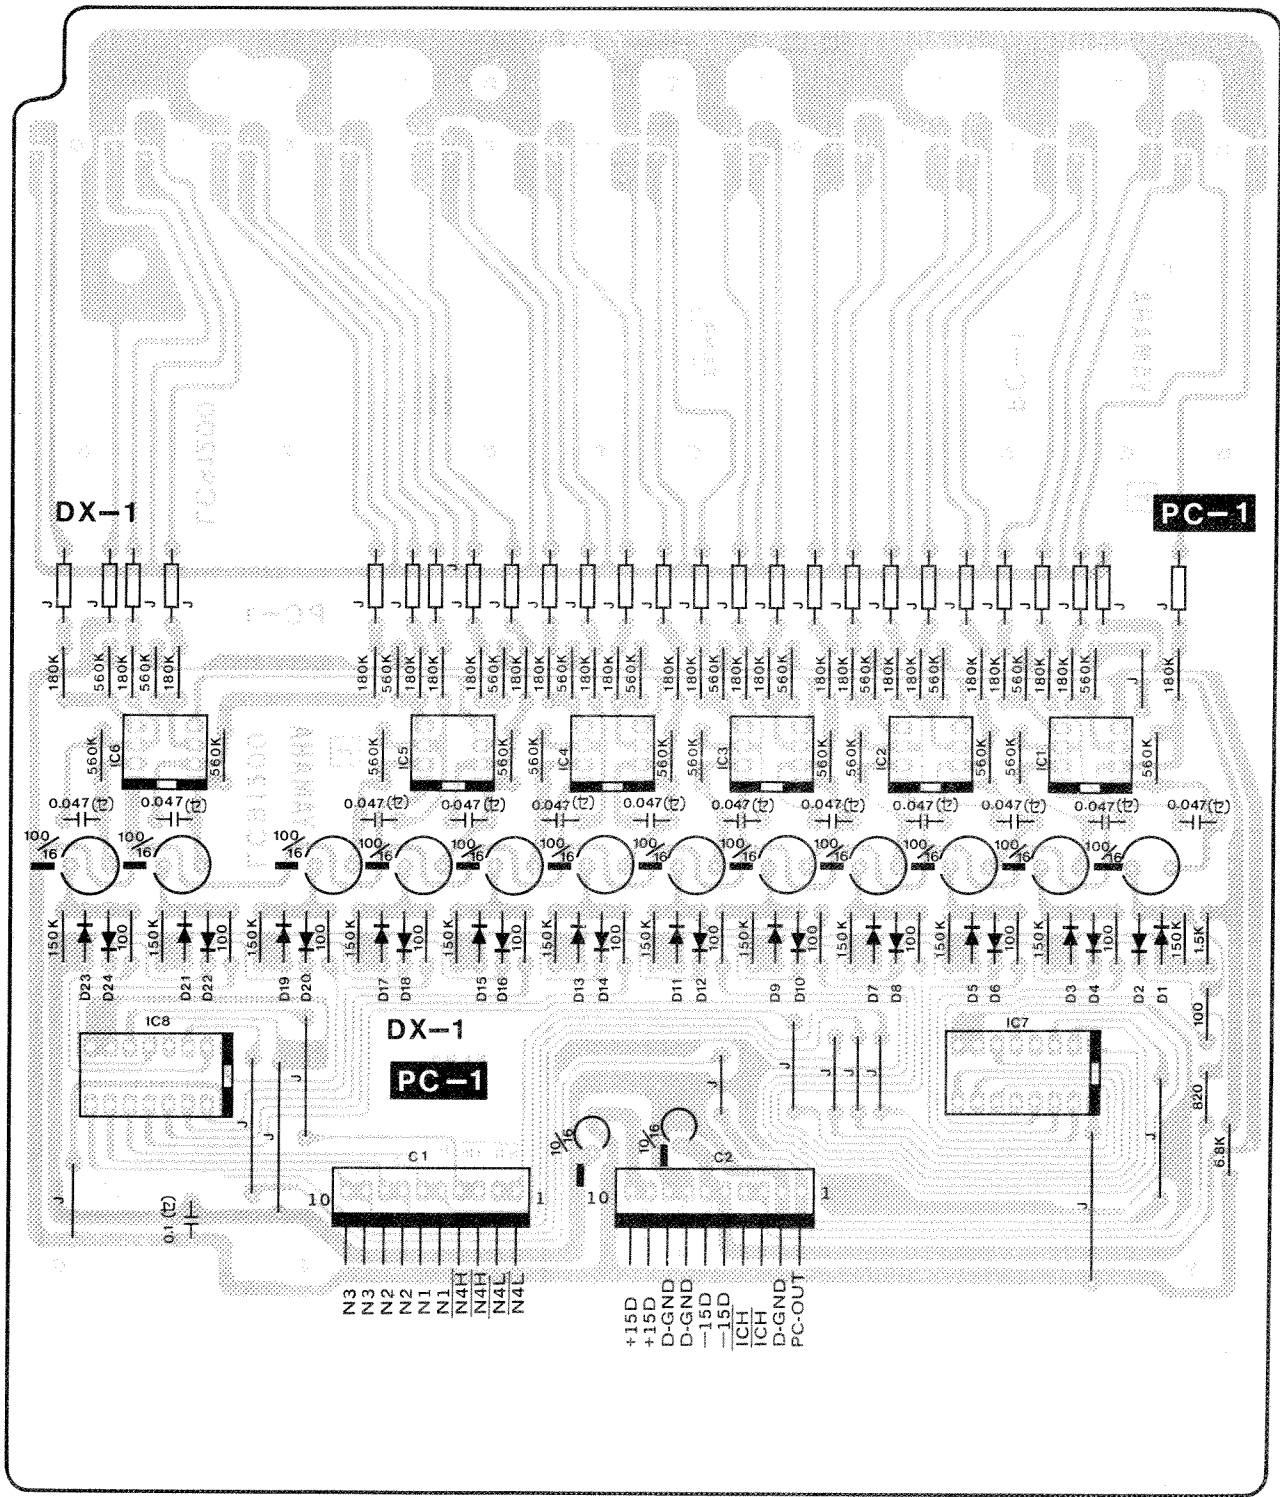 DX-1
PC-1
J J J J J J J J J J J J J J J J J J J J J J J
180K 560K 180K 560K 180K 180K 560K 180K 180K 560K 180K 180K 560K 180K 180K 560K 180K 180K 560K 180K 180K 560K 180K 180K 560K 180K 180K 560K J 180K
560K IC6 560K 560K IC5 560K 560K IC4 560K 560K IC3 560K 560K IC2 560K IC1 560K
0.047 0.047 0.047 0.047 0.047 0.047 0.047 0.047 0.047 0.047 0.047 0.047
100/16 100/16 100/16 100/16 100/16 100/16 100/16 100/16 100/16 100/16 100/16 100/16
150K 100 150K 100 150K 100 150K 100 150K 100 150K 100 150K 100 150K 100 150K 100 150K 100 150K 100 150K 1.5K
D23 D24 D21 D22 D19 D20 D17 D18 D15 D16 D13 D14 D11 D12 D9 D10 D7 D8 D5 D6 D3 D4 D2 D1
IC8
DX-1
IC7
100
PC-1
J J J J J J J J
820
10/16 10/16
J
6.8K
C1
C2
10 1
10 1
J
0.1
J
N3
N3
N2
N2
N1
N1
N4H
N4H
N4L
N4L
+15D
+15D
D-GND
D-GND
-15D
-15D
ICH
ICH
D-GND
PC-OUT